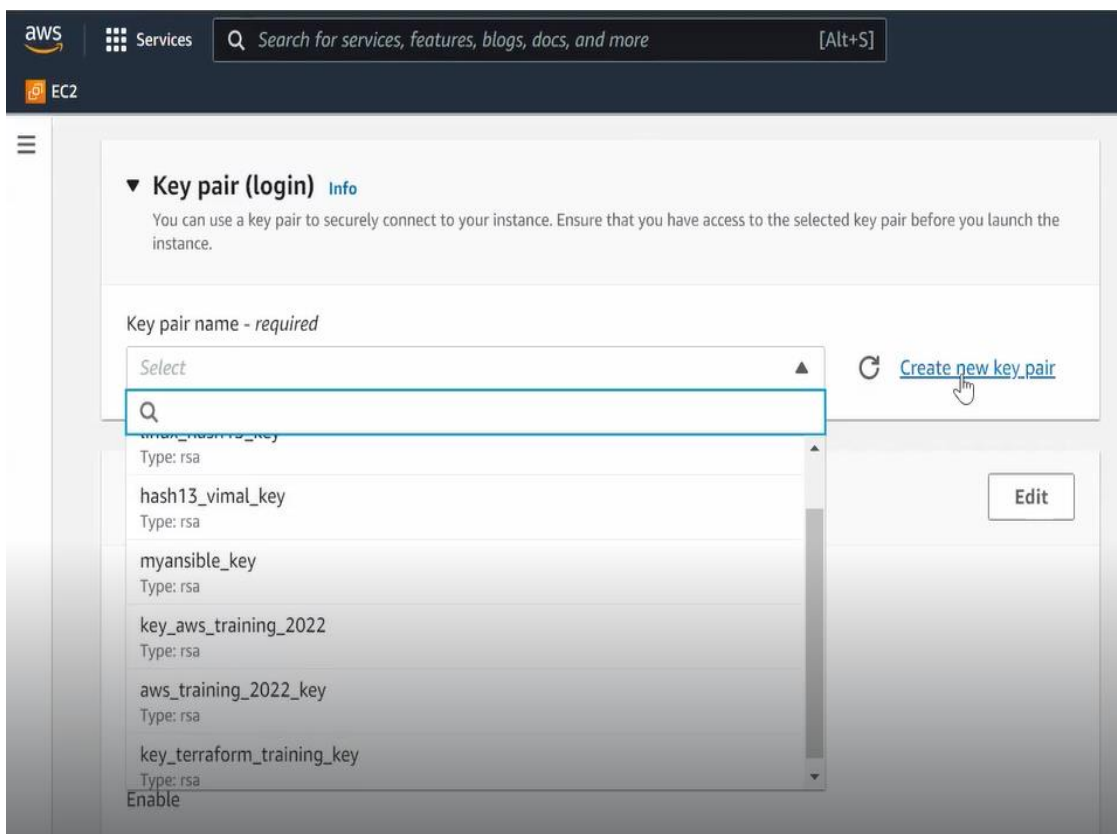 aws
Services
Search for services, features, blogs, docs, and more
[Alt+S]
EC2
Key pair (login) Info
You can use a key pair to securely connect to your instance. Ensure that you have access to the selected key pair before you launch the
instance.
Key pair name - required
Select
Create new key pair
Type: rsa
hash13_vimal_key
Type: rsa
Edit
myansible_key
Type: rsa
key_aws_training_2022
Type: rsa
aws_training_2022_key
Type: rsa
key_terraform_training_key
Type: rsa
Enable